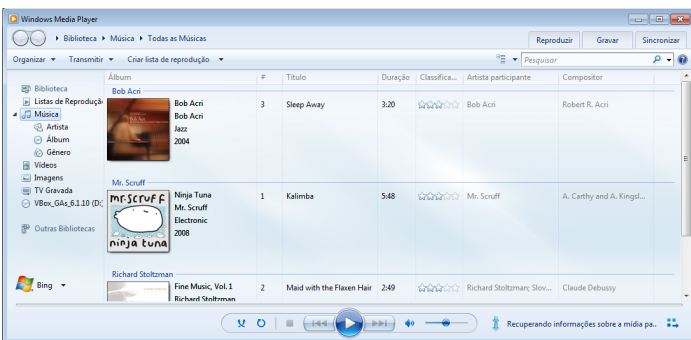 Windows Media Player
Biblioteca Música Todas as Músicas
Reproduzir Gravar Sincronizar
Organizar Transmitir Criar lista de reprodução Pesquisar
Álbum # Título Duração Classifica... Artista participante Compositor
Biblioteca
Listas de Reproduçã
Música
Artista
Álbum
Gênero
Vídeos
Imagens
TV Gravada
VBox_GAs_6.1.10 (D:)
Outras Bibliotecas
Bing
Bob Acri
Bob Acri 3 Sleep Away 3:20 Bob Acri Robert R. Acri
Bob Acri
Jazz
2004
Mr. Scruff
mr.scruff
ninja tuna
Ninja Tuna 1 Kalimba 5:48 Mr. Scruff A. Carthy and A. Kingsl...
Mr. Scruff
Electronic
2008
Richard Stoltzman
Fine Music, Vol. 1 2 Maid with the Flaxen Hair 2:49 Richard Stoltzman; Slov... Claude Debussy
Richard Stoltzman
Recuperando informações sobre a mídia pa..